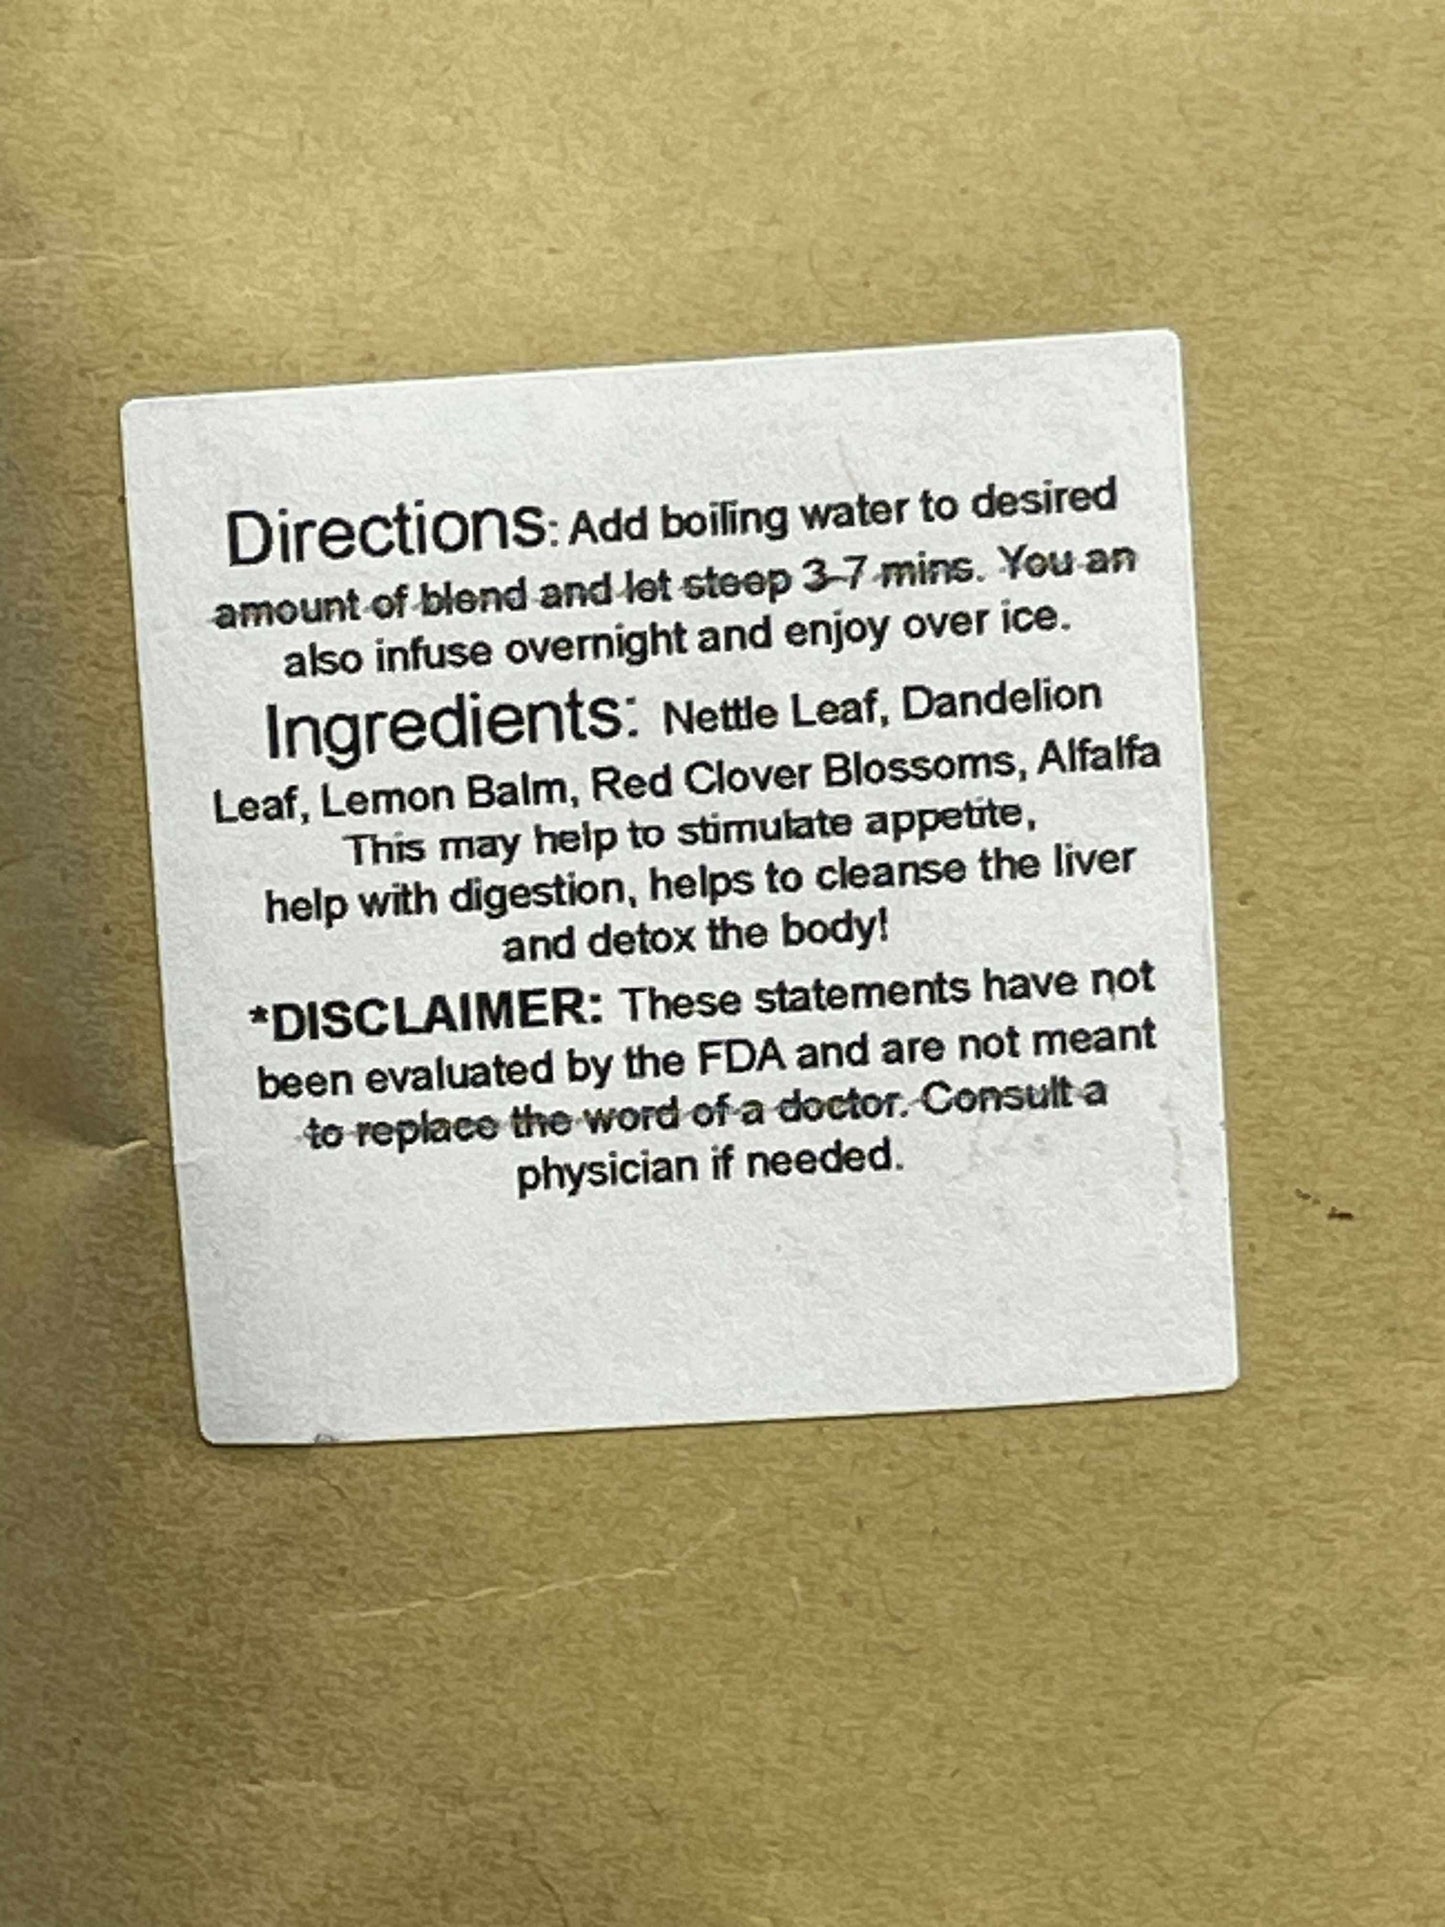 Directions: Add boiling water to desired
amount of blend and let steep 3-7 mins. You an
also infuse overnight and enjoy over ice.
Ingredients: Nettle Leaf, Dandelion
Leaf, Lemon Balm, Red Clover Blossoms, Alfalfa
This may help to stimulate appetite,
help with digestion, helps to cleanse the liver
and detox the body!
*DISCLAIMER: These statements have not
been evaluated by the FDA and are not meant
to replace the word of a doctor. Consult a
physician if needed.